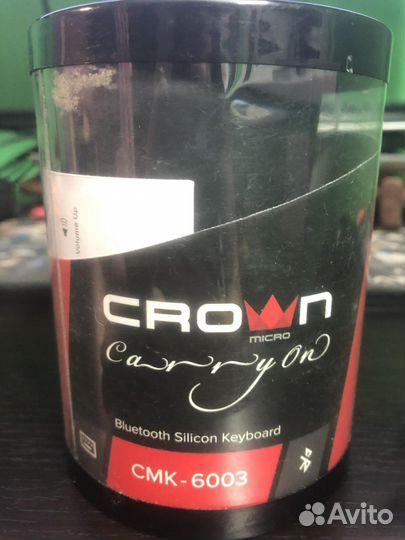 Volume Up
CROWN
MICRO
carry on
Bluetooth Silicon Keyboard
CMK-6003
Avito